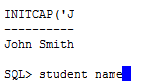 INITCAP('J
----------
John Smith
SQL> student name